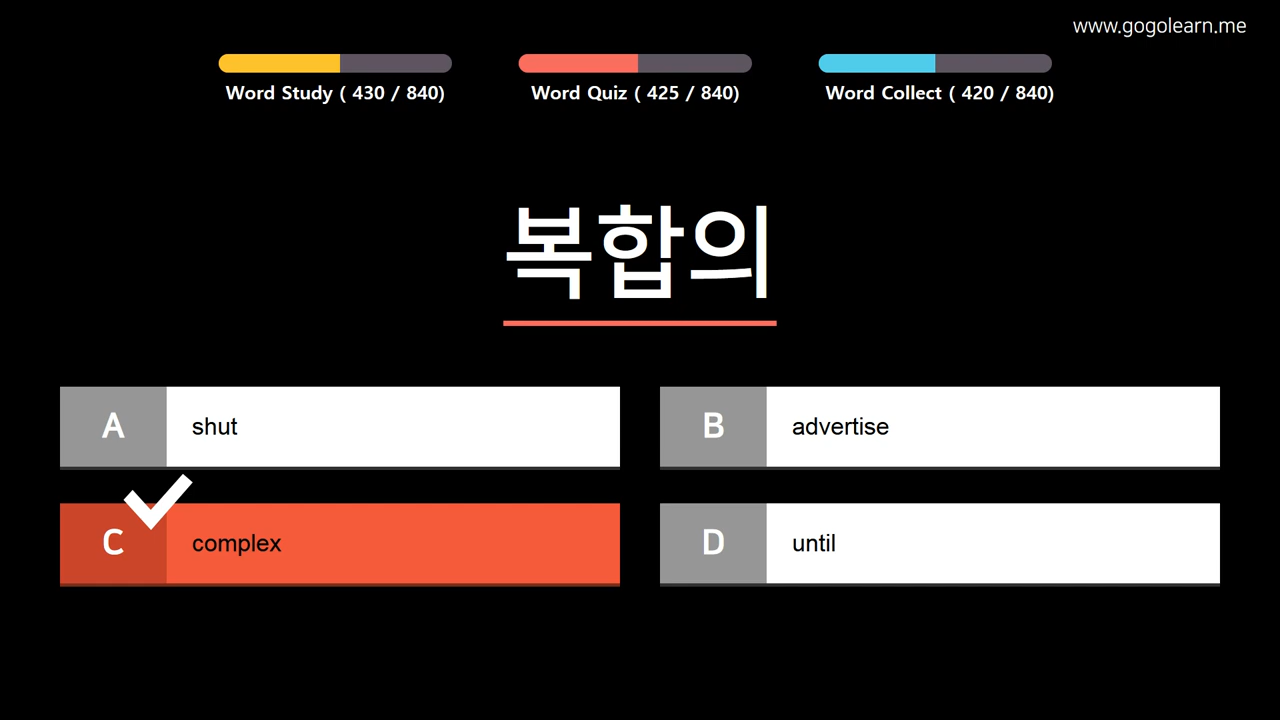 www.gogolearn.me
Word Study ( 430 / 840)
Word Quiz ( 425 / 840)
Word Collect ( 420 / 840)
복합의
A shut
B advertise
C complex
D until